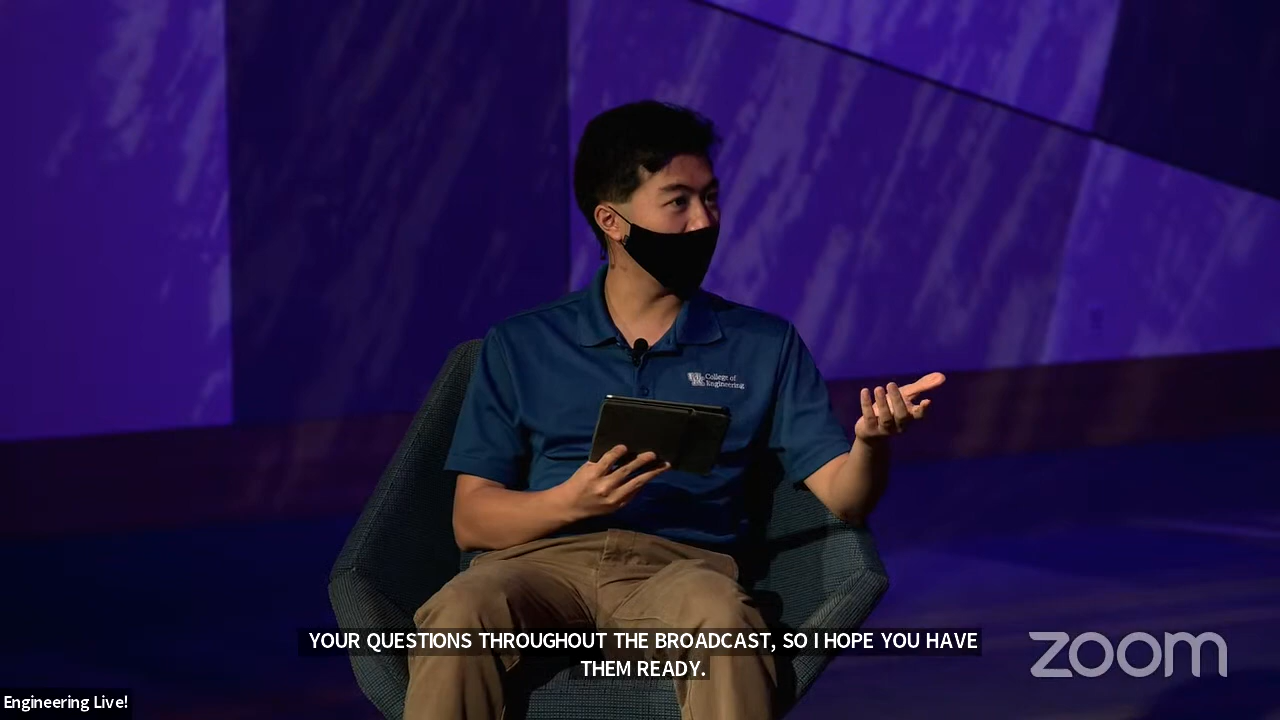 College of
Engineering
YOUR QUESTIONS THROUGHOUT THE BROADCAST, SO I HOPE YOU HAVE
THEM READY.
zoom
Engineering Live!